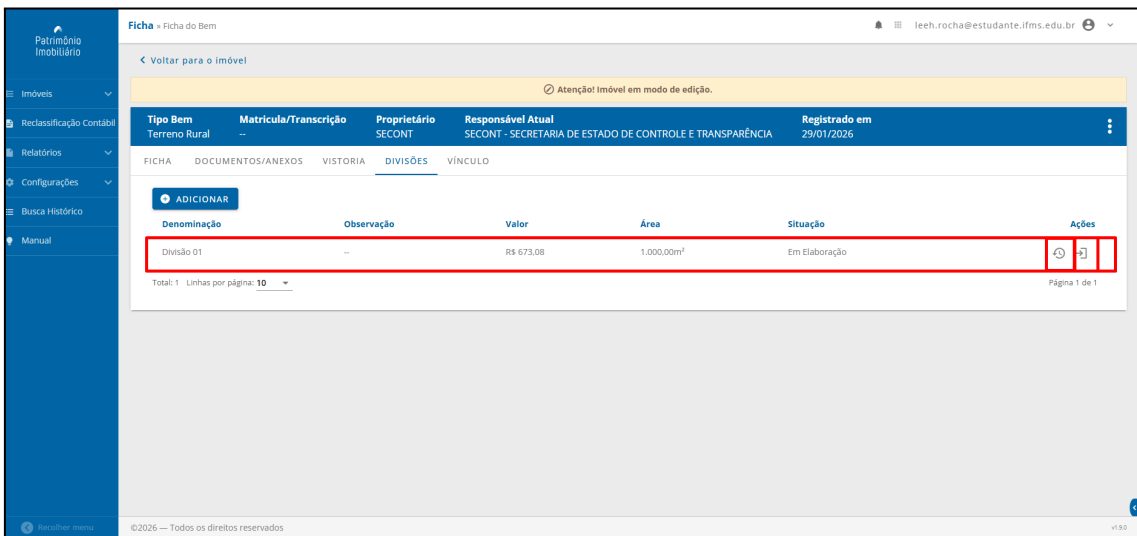 Patrimônio
Imobiliário
Imóveis
Reclassificação Contábil
Relatórios
Configurações
Busca Histórico
Manual
Recolher menu
Ficha » Ficha do Bem
leeh.rocha@estudante.ifms.edu.br
Voltar para o imóvel
Atenção! Imóvel em modo de edição.
Tipo Bem Matricula/Transcrição Proprietário Responsável Atual Registrado em
Terreno Rural -- SECONT SECONT - SECRETARIA DE ESTADO DE CONTROLE E TRANSPARÊNCIA 29/01/2026
FICHA DOCUMENTOS/ANEXOS VISTORIA DIVISÕES VÍNCULO
ADICIONAR
Denominação Observação Valor Área Situação Ações
Divisão 01 -- R$ 673,08 1.000,00m² Em Elaboração
Total: 1 Linhas por página: 10 Página 1 de 1
©2026 — Todos os direitos reservados v1.9.0